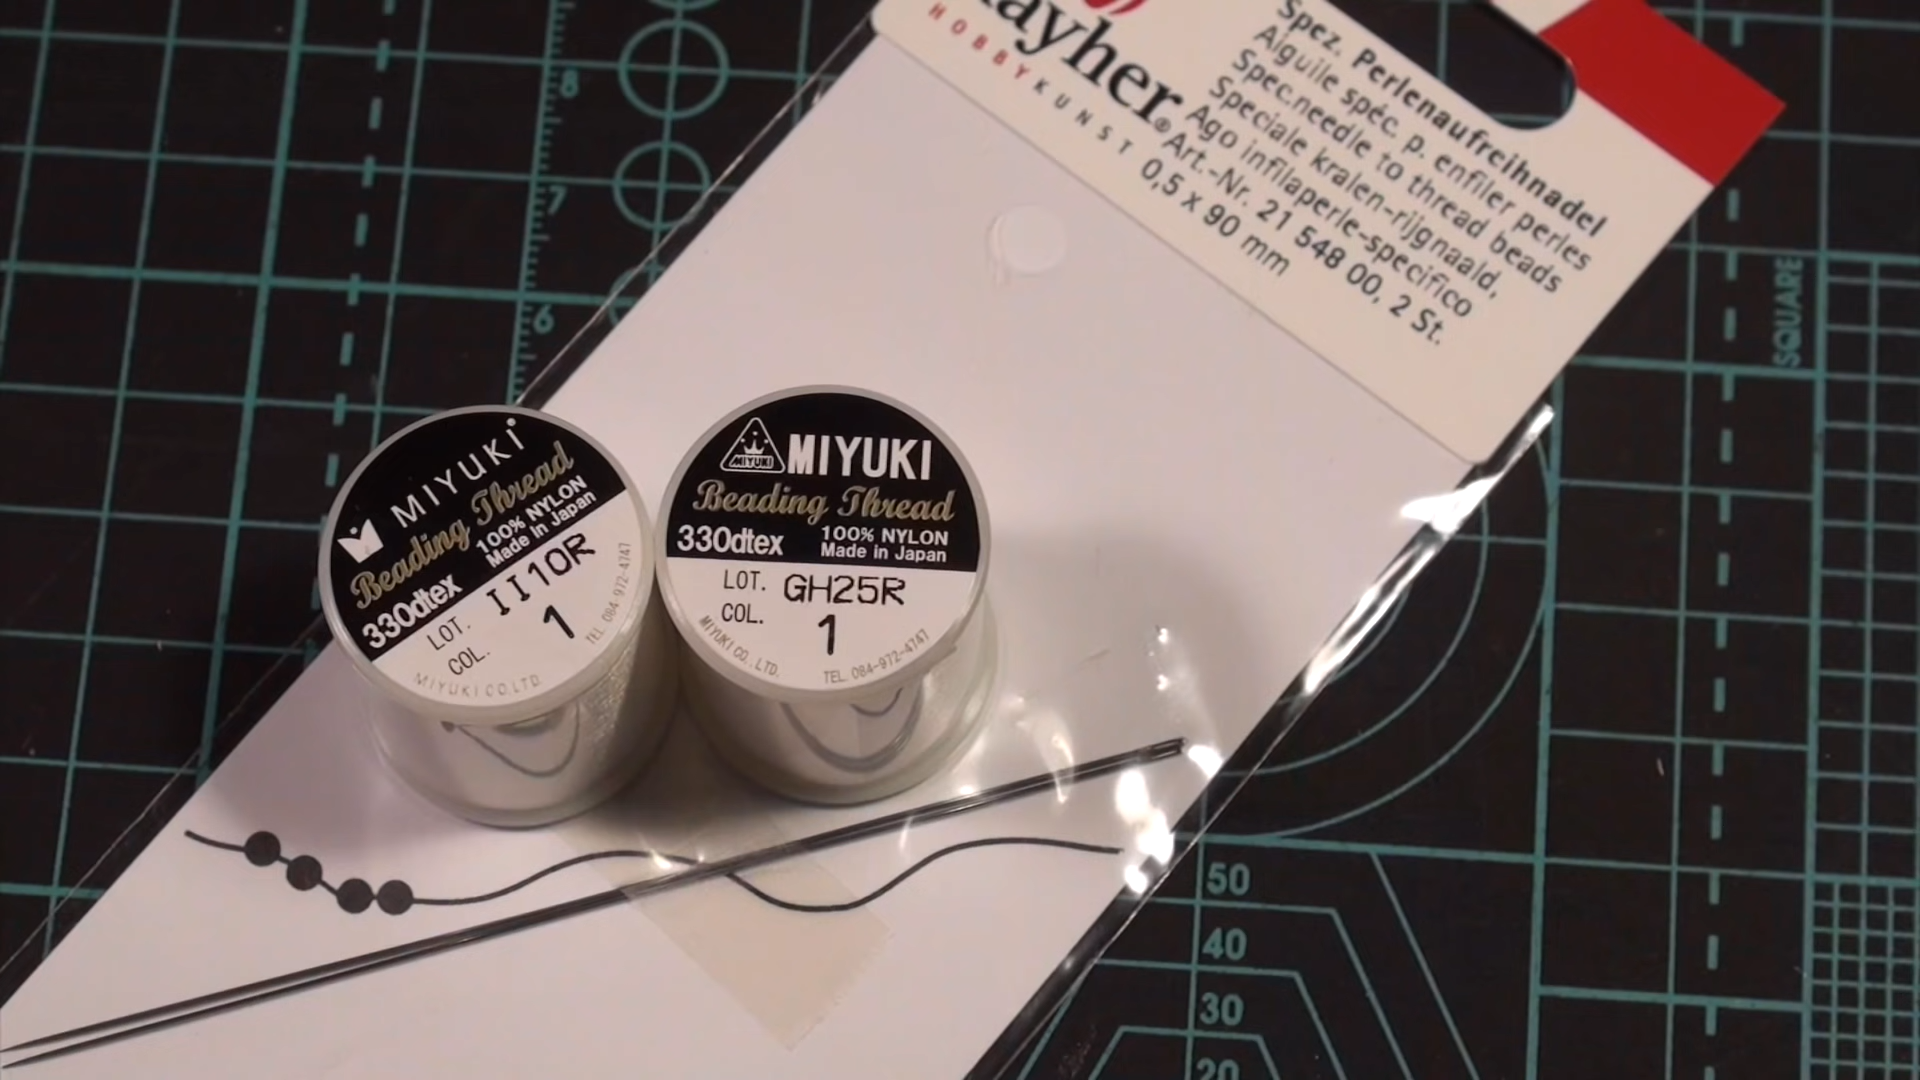 ayher®
HOBBYKUNST
Spez. Perlenaufreihnadel
Aiguile spéc. p. enfiler perles
Spec.needle to thread beads
Speciale kralen-rijgnaald,
Ago infilaperle-specifico
Art.-Nr. 21 548 00, 2 St.
0,5 x 90 mm
MIYUKI
Beading Thread
100% NYLON
330dtex
Made in Japan
LOT. II10R
COL. 1
MIYUKI CO.LTD.
TEL. 084-972-4747
MIYUKI
MIYUKI
Beading Thread
330dtex
100% NYLON
Made in Japan
LOT. GH25R
COL. 1
MIYUKI CO., LTD.
TEL. 084-972-4747
8
7
6
SQUARE
50
40
30
20